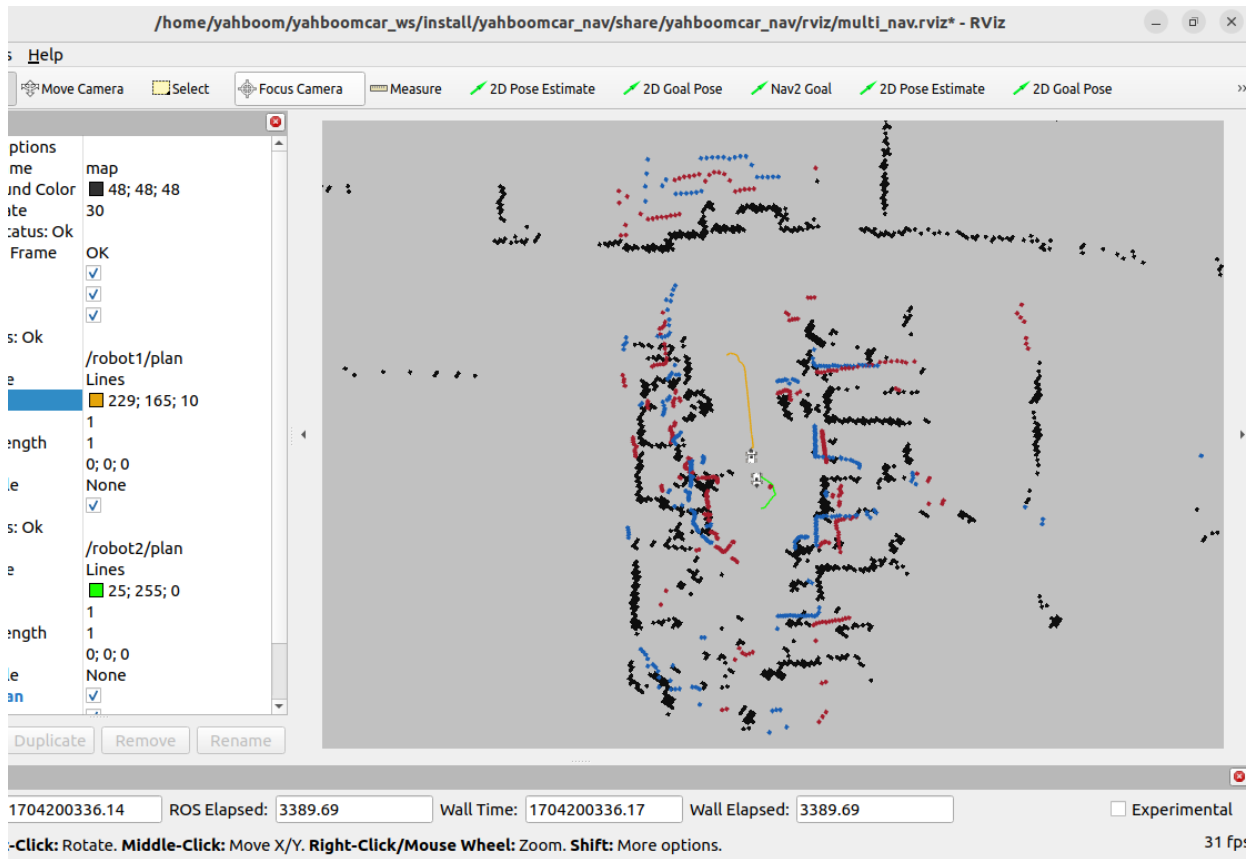 /home/yahboom/yahboomcar_ws/install/yahboomcar_nav/share/yahboomcar_nav/rviz/multi_nav.rviz* - RViz
s Help
Move Camera Select Focus Camera Measure 2D Pose Estimate 2D Goal Pose Nav2 Goal 2D Pose Estimate 2D Goal Pose »
ptions
me map
und Color 48; 48; 48
ate 30
tatus: Ok
Frame OK
s: Ok
/robot1/plan
e Lines
229; 165; 10
1
ength 1
0; 0; 0
le None
s: Ok
/robot2/plan
e Lines
25; 255; 0
1
ength 1
0; 0; 0
le None
an
Duplicate Remove Rename
1704200336.14 ROS Elapsed: 3389.69 Wall Time: 1704200336.17 Wall Elapsed: 3389.69 Experimental
-Click: Rotate. Middle-Click: Move X/Y. Right-Click/Mouse Wheel: Zoom. Shift: More options. 31 fps